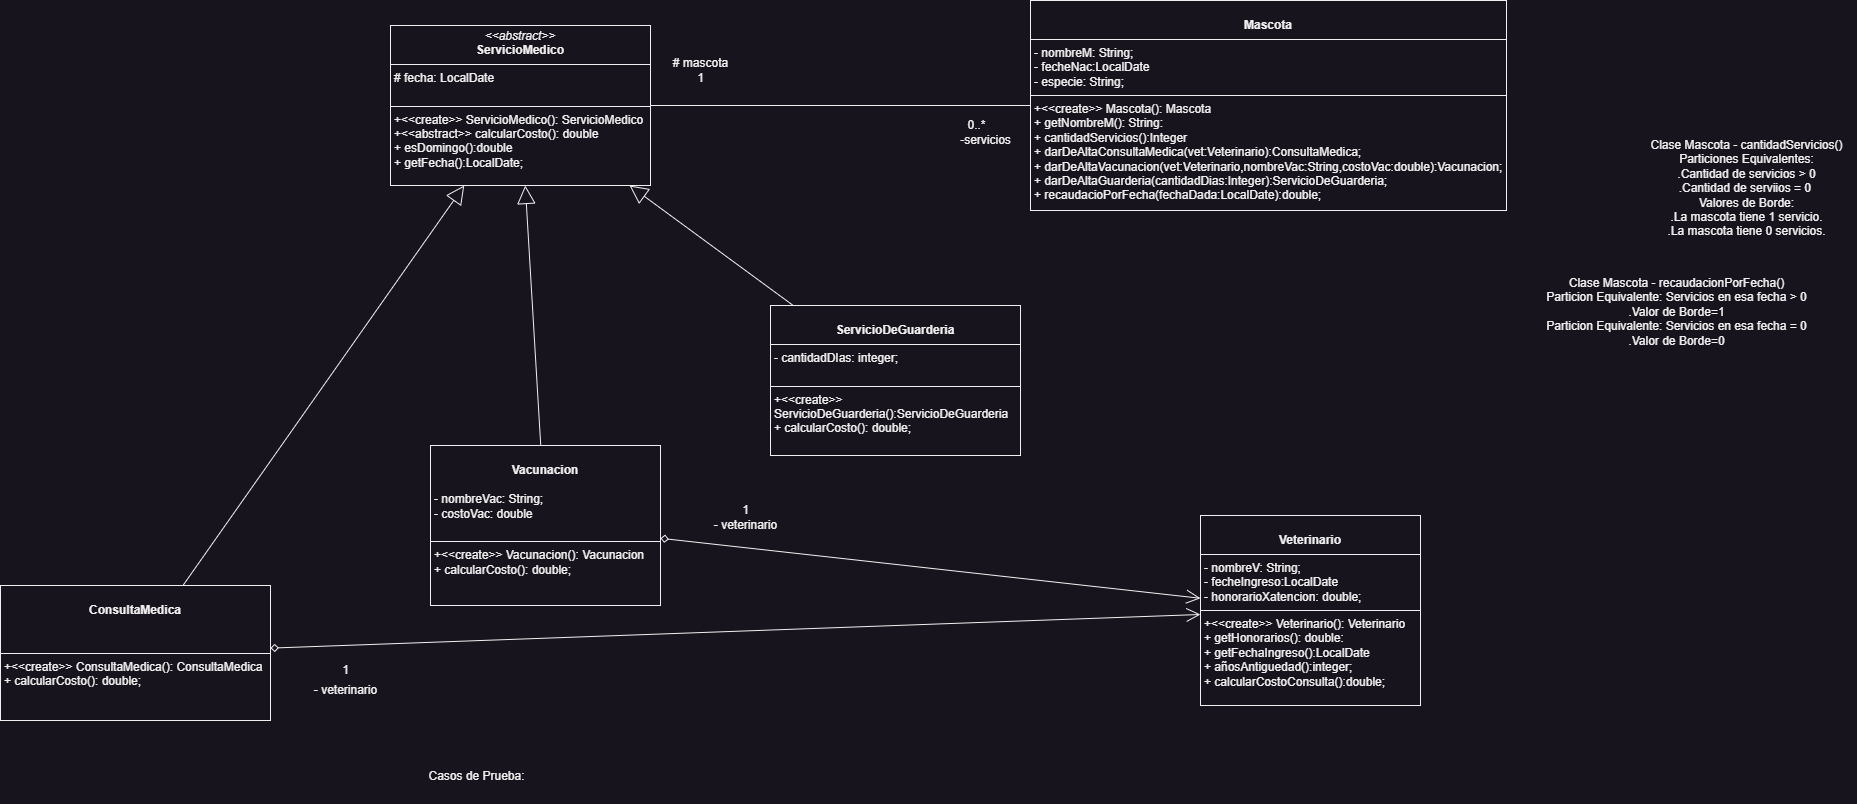 <<abstract>>
ServicioMedico
# fecha: LocalDate
+<<create>> ServicioMedico(): ServicioMedico
+<<abstract>> calcularCosto(): double
+ esDomingo():double
+ getFecha():LocalDate;
# mascota
1
0..*
-servicios
Mascota
- nombreM: String;
- fecheNac:LocalDate
- especie: String;
+<<create>> Mascota(): Mascota
+ getNombreM(): String:
+ cantidadServicios():Integer
+ darDeAltaConsultaMedica(vet:Veterinario):ConsultaMedica;
+ darDeAltaVacunacion(vet:Veterinario,nombreVac:String,costoVac:double):Vacunacion;
+ darDeAltaGuarderia(cantidadDias:Integer):ServicioDeGuarderia;
+ recaudacioPorFecha(fechaDada:LocalDate):double;
Clase Mascota - cantidadServicios()
Particiones Equivalentes:
.Cantidad de servicios > 0
.Cantidad de serviios = 0
Valores de Borde:
.La mascota tiene 1 servicio.
.La mascota tiene 0 servicios.
Clase Mascota - recaudacionPorFecha()
Particion Equivalente: Servicios en esa fecha > 0
.Valor de Borde=1
Particion Equivalente: Servicios en esa fecha = 0
.Valor de Borde=0
ServicioDeGuarderia
- cantidadDIas: integer;
+<<create>>
ServicioDeGuarderia():ServicioDeGuarderia
+ calcularCosto(): double;
Vacunacion
- nombreVac: String;
- costoVac: double
+<<create>> Vacunacion(): Vacunacion
+ calcularCosto(): double;
1
- veterinario
Veterinario
- nombreV: String;
- fecheIngreso:LocalDate
- honorarioXatencion: double;
+<<create>> Veterinario(): Veterinario
+ getHonorarios(): double:
+ getFechaIngreso():LocalDate
+ añosAntiguedad():integer;
+ calcularCostoConsulta():double;
ConsultaMedica
+<<create>> ConsultaMedica(): ConsultaMedica
+ calcularCosto(): double;
1
- veterinario
Casos de Prueba: